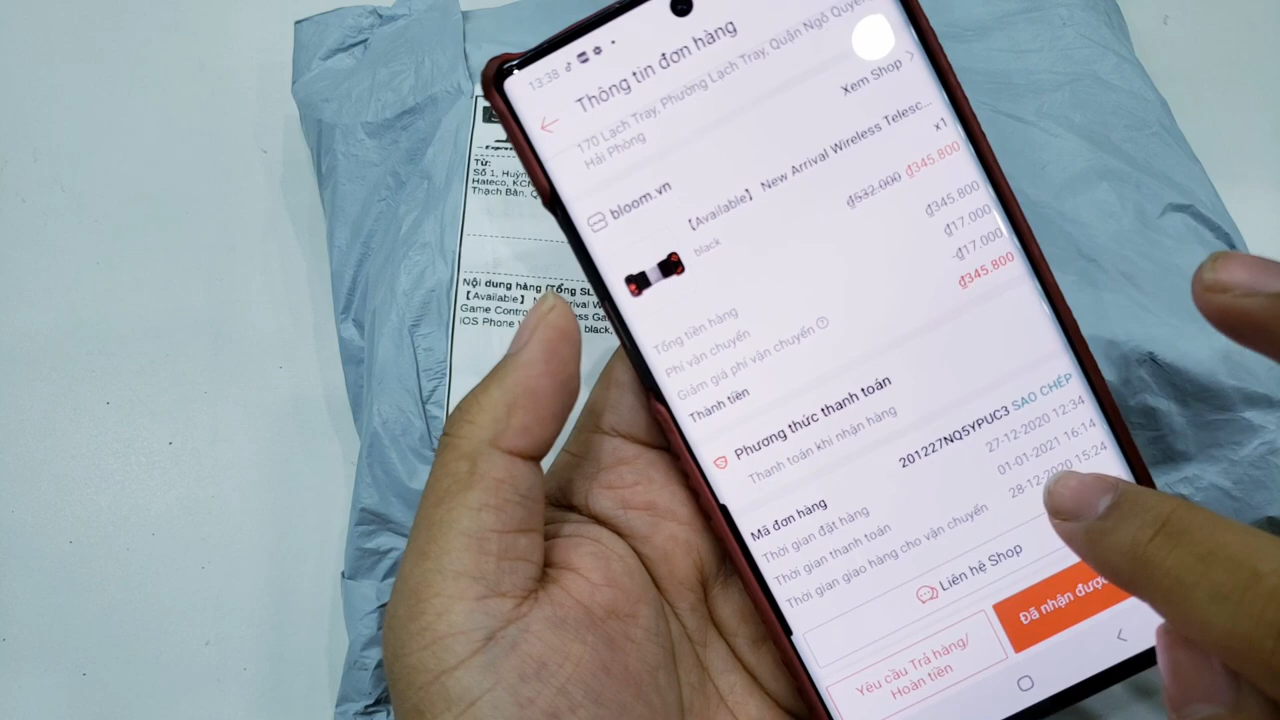 13:38
Thông tin đơn hàng
170 Lạch Tray, Phường Lạch Tray, Quận Ngô Quyền
Hải Phòng
bloom.vn
Xem Shop
【Available】 New Arrival Wireless Telesc...
black
x1
₫532.000 ₫345.800
Tổng tiền hàng ₫345.800
Phí vận chuyển ₫17.000
Giảm giá phí vận chuyển -₫17.000
Thành tiền ₫345.800
Phương thức thanh toán
Thanh toán khi nhận hàng
Mã đơn hàng 201227NQ5YPUC3 SAO CHÉP
Thời gian đặt hàng 27-12-2020 12:34
Thời gian thanh toán 01-01-2021 16:14
Thời gian giao hàng cho vận chuyển 28-12-2020 15:24
Liên hệ Shop
Yêu cầu Trả hàng/
Hoàn tiền
Đã nhận được
Từ:
Số 1,
Hateco,
Thạch Bàn,
Nội dung hàng (Tổng SL
【Available】
Game
IOS Phone black,